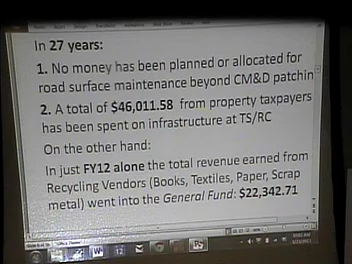 In 27 years:
1. No money has been planned or allocated for
road surface maintenance beyond CM&D patchin
2. A total of $46,011.58 from property taxpayers
has been spent on infrastructure at TS/RC
On the other hand:
In just FY12 alone the total revenue earned from
Recycling Vendors (Books, Textiles, Paper, Scrap
metal) went into the General Fund: $22,342.71